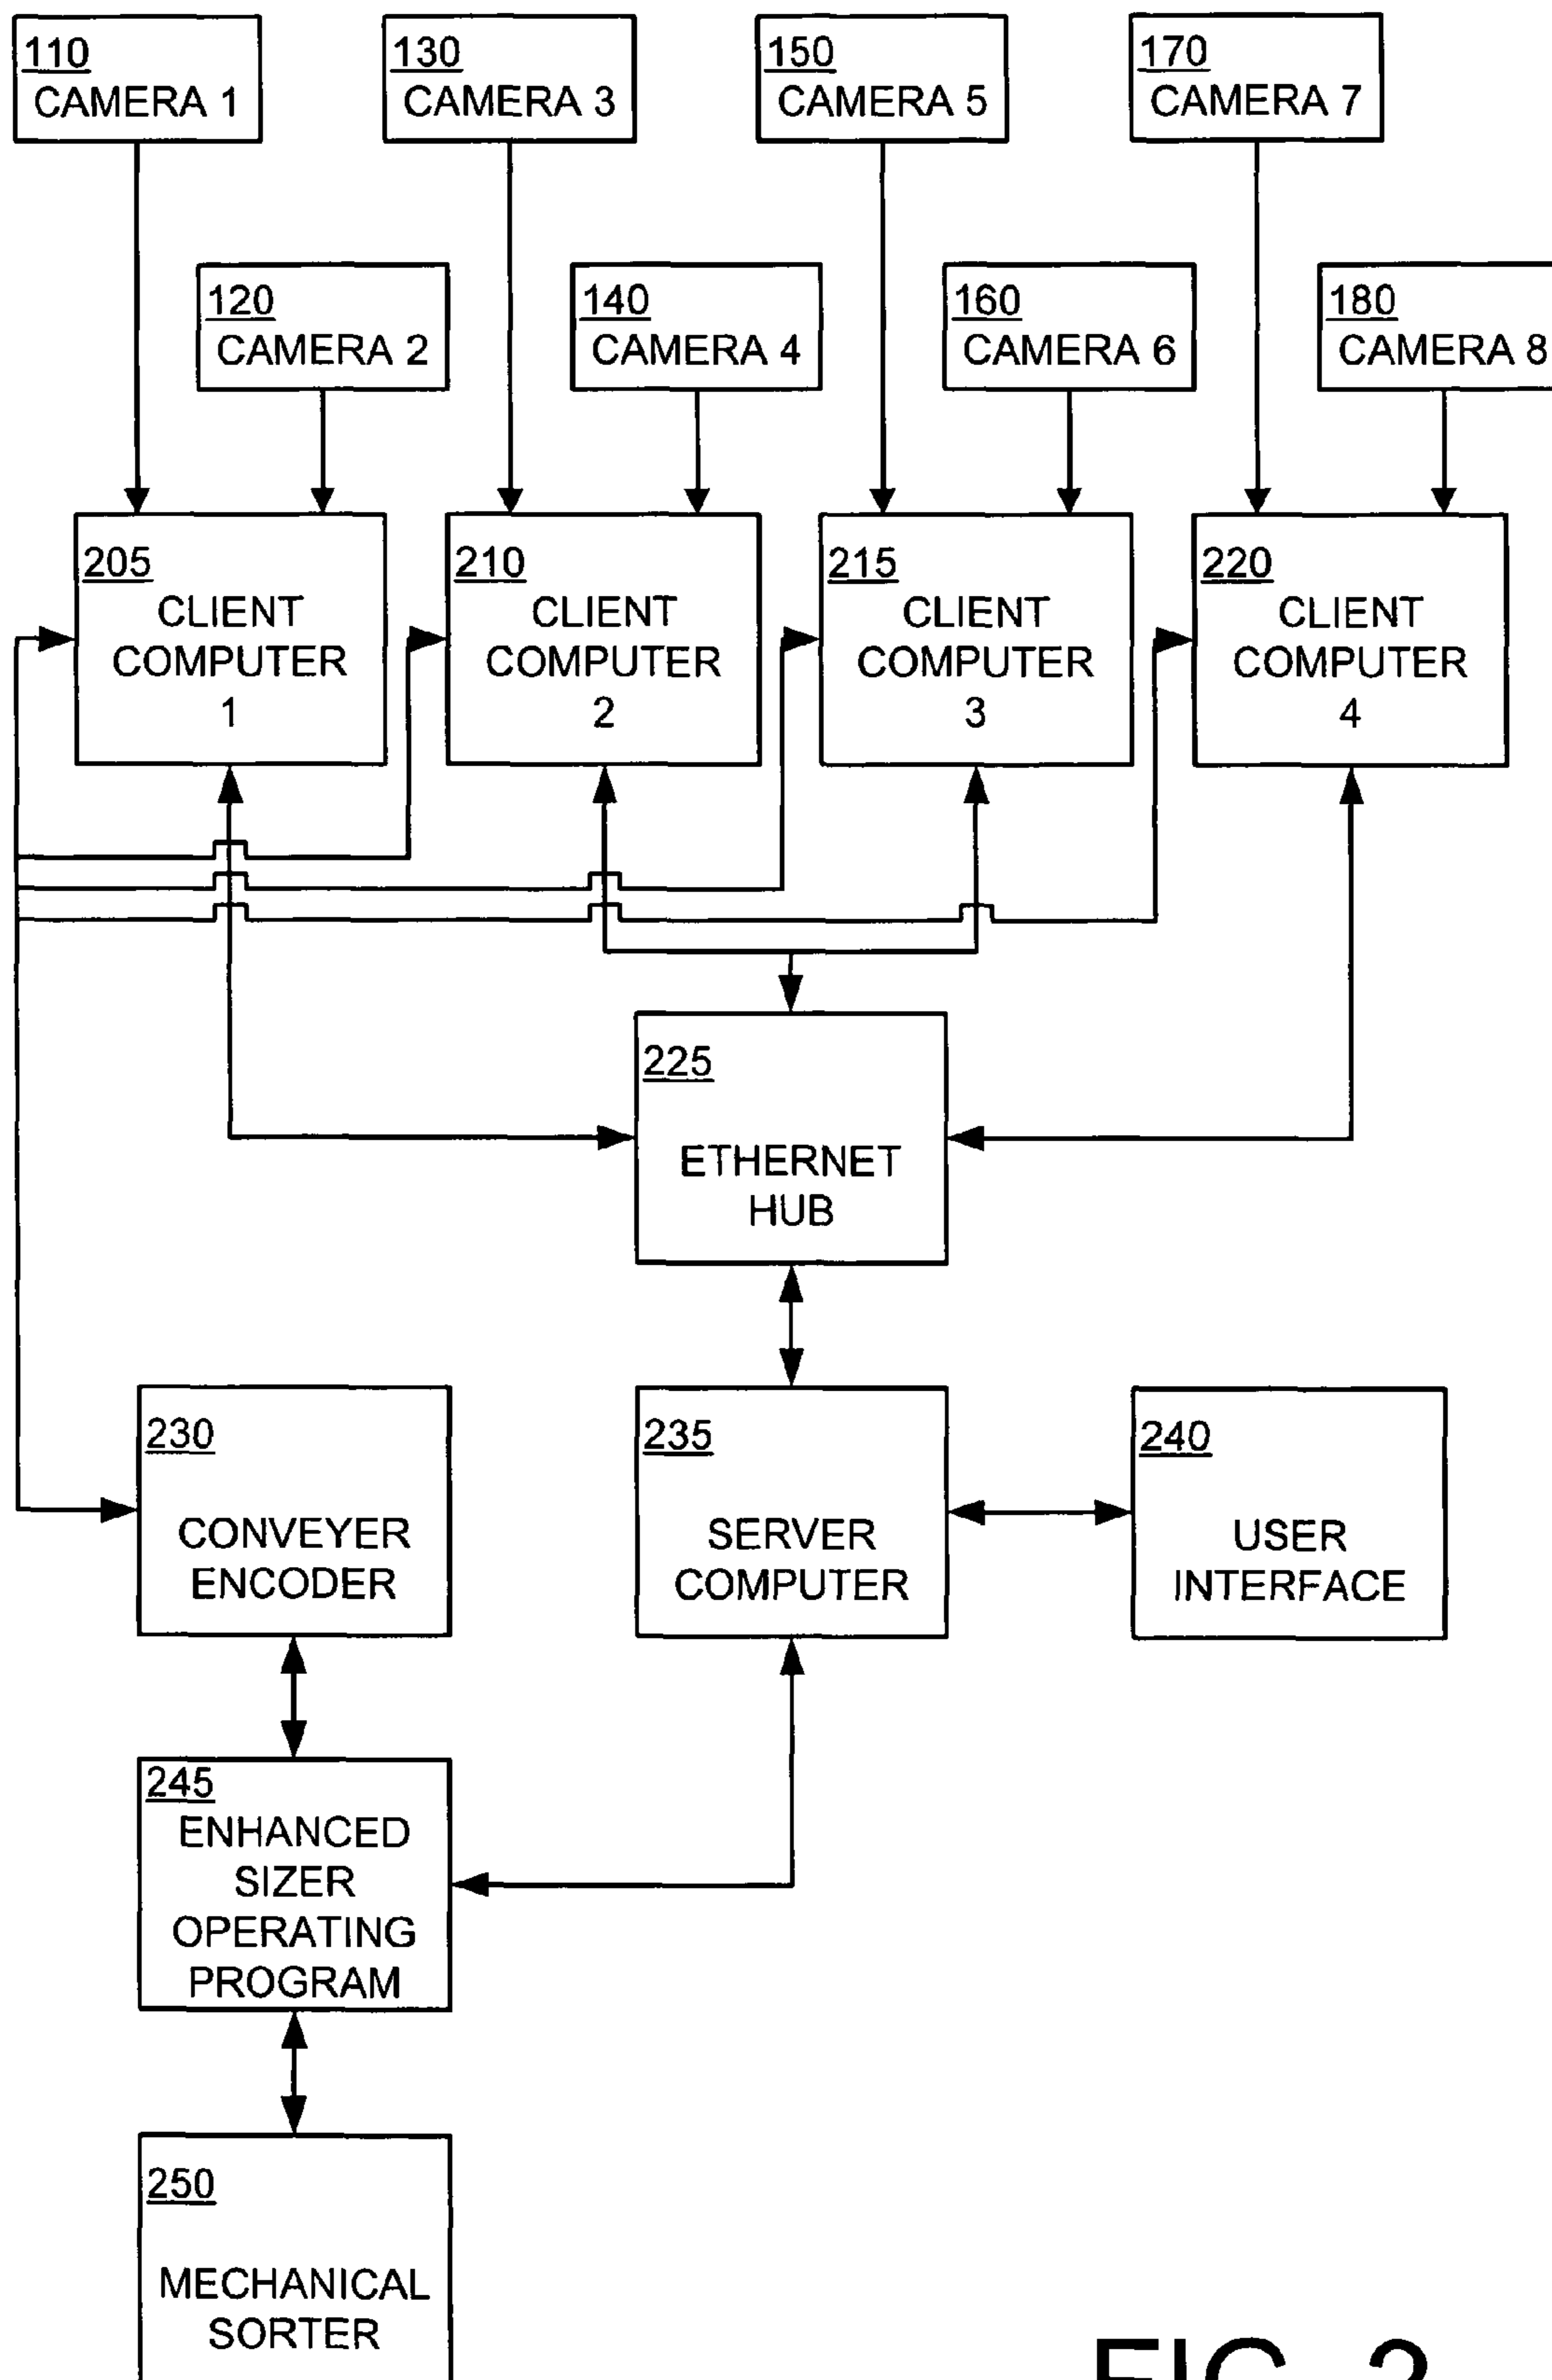 110
CAMERA 1
130
CAMERA 3
150
CAMERA 5
170
CAMERA 7
120
CAMERA 2
140
CAMERA 4
160
CAMERA 6
180
CAMERA 8
205
CLIENT
COMPUTER
1
210
CLIENT
COMPUTER
2
215
CLIENT
COMPUTER
3
220
CLIENT
COMPUTER
4
225
ETHERNET
HUB
230
CONVEYER
ENCODER
235
SERVER
COMPUTER
240
USER
INTERFACE
245
ENHANCED
SIZER
OPERATING
PROGRAM
250
MECHANICAL
SORTER
FIG. 2